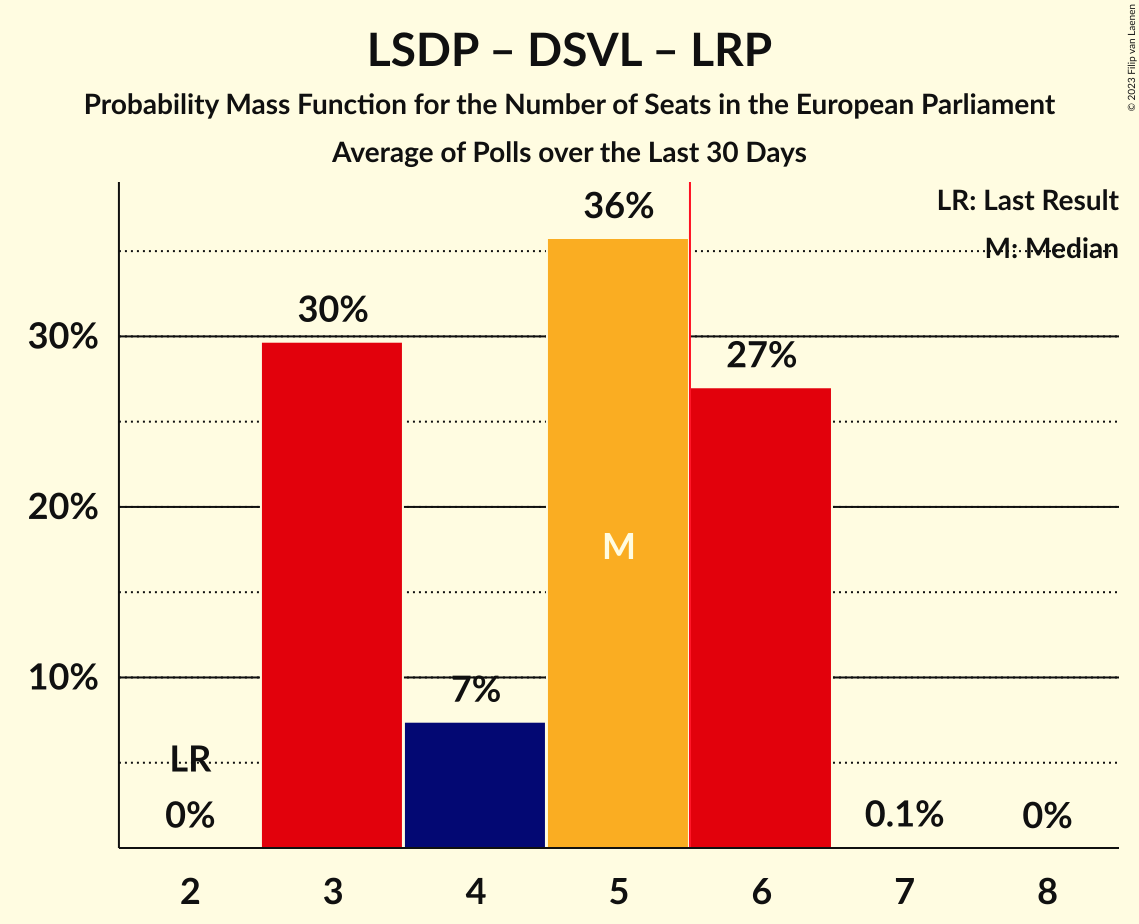 LSDP – DSVL – LRP
Probability Mass Function for the Number of Seats in the European Parliament
Average of Polls over the Last 30 Days
© 2023 Filip van Laenen
LR: Last Result
M: Median
36%
30%
30%
27%
20%
M
10%
7%
LR
0%
0.1%
0%
2 3 4 5 6 7 8